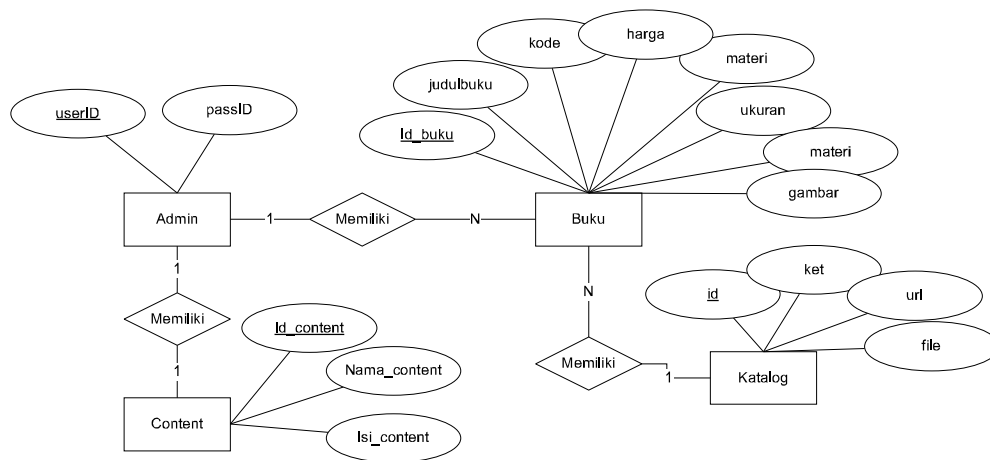 kode
harga
materi
judulbuku
ukuran
userID
passID
Id_buku
materi
gambar
Admin
1
Memiliki
N
Buku
1
N
ket
id
url
Memiliki
Id_content
file
Memiliki
1
Katalog
Nama_content
1
Content
Isi_content